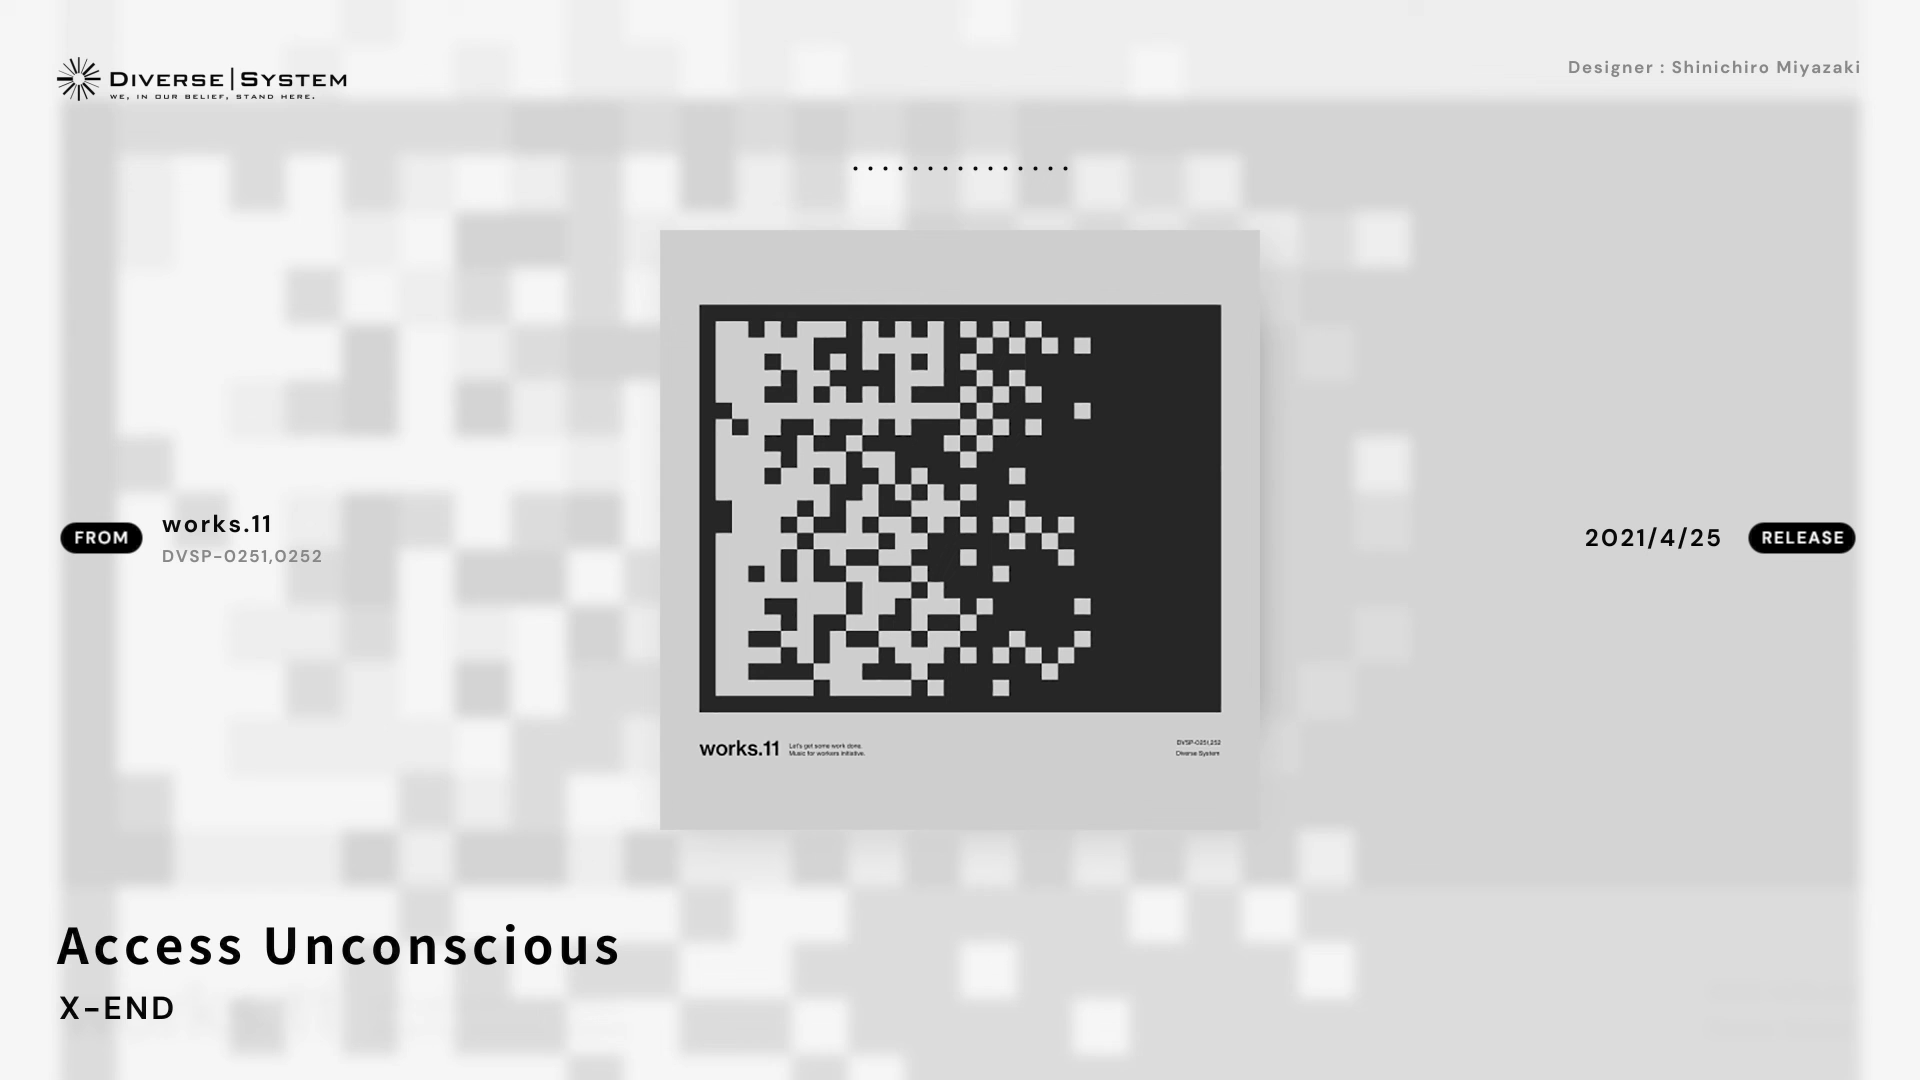 DIVERSE|SYSTEM
WE, IN OUR BELIEF, STAND HERE.
Designer : Shinichiro Miyazaki
FROM
works.11
DVSP-0251,0252
2021/4/25
RELEASE
works.11
Let's get some work done.
Music for workers initiative.
DVSP-0251,252
Diverse System
Access Unconscious
X-END